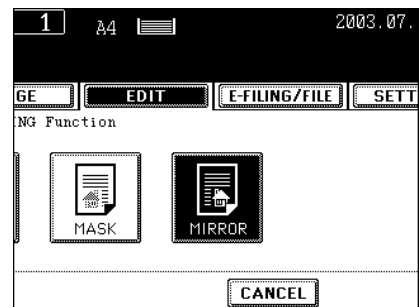 1 A4 2003.07.
GE EDIT E-FILING/FILE SETT
NG Function
MASK MIRROR
CANCEL